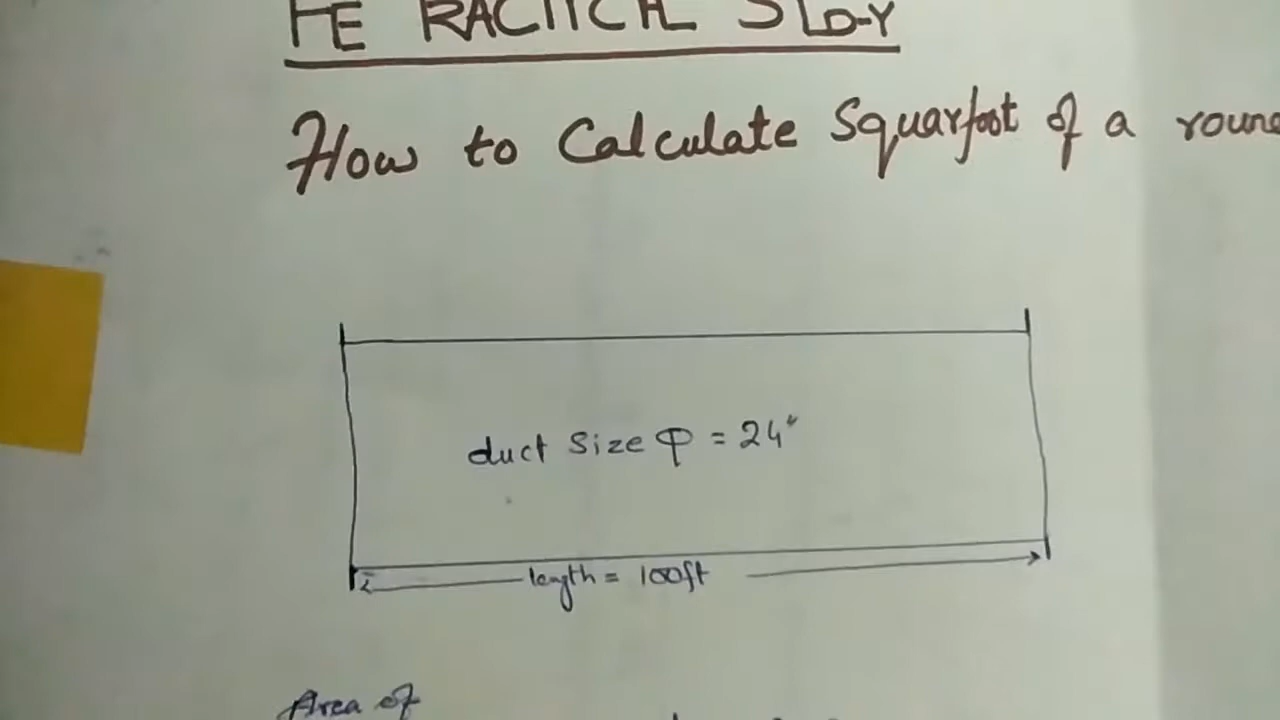 How to Calculate Squarfoot of a roun
duct Size φ = 24"
length = 100ft
Area of